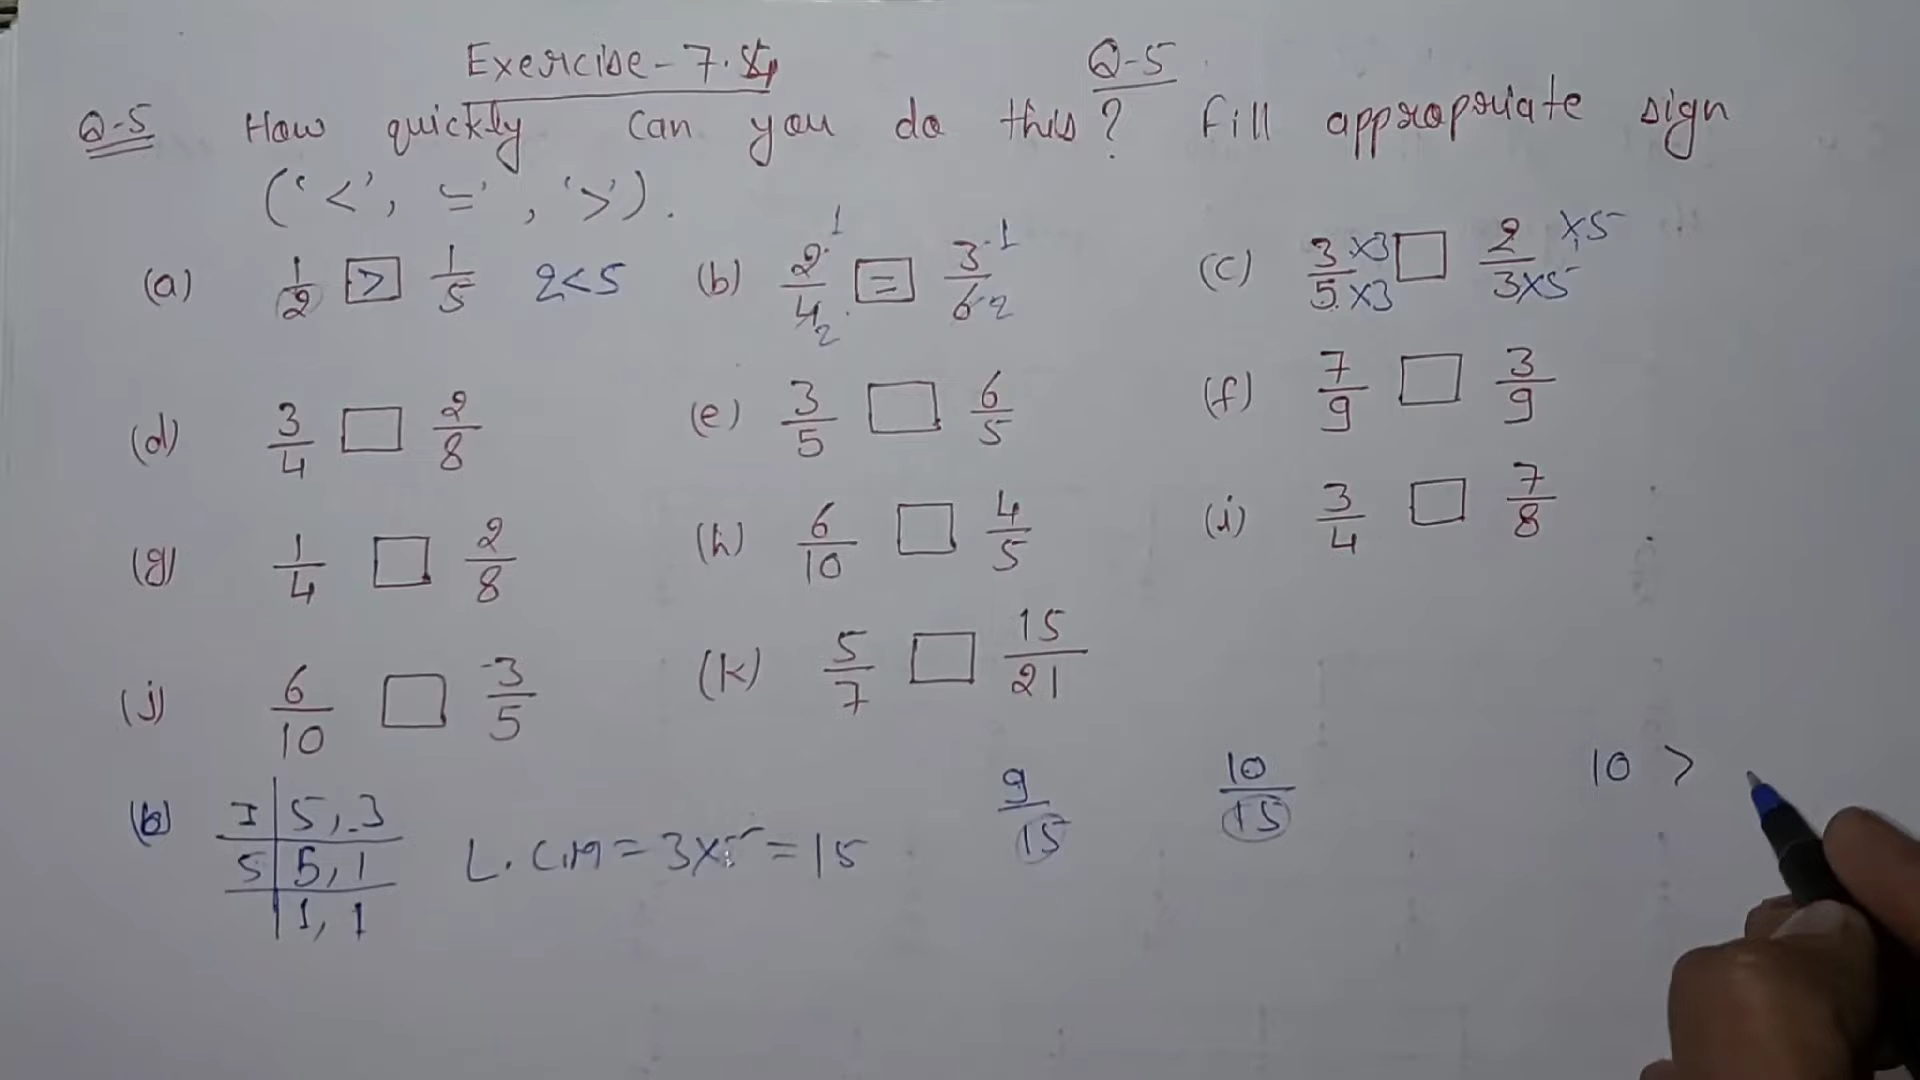 Exercise - 7.4 Q-5
Q-5 How quickly can you do this? fill appropriate sign
('<', '=', '>').
(a) 1/2 [>] 1/5 2<5 (b) 2/4 1 2 [=] 3/6 1 2 (c) 3/5 ×3 ×3 [ ] 2/3 ×5 ×5
(d) 3/4 [ ] 2/8 (e) 3/5 [ ] 6/5 (f) 7/9 [ ] 3/9
(g) 1/4 [ ] 2/8 (h) 6/10 [ ] 4/5 (i) 3/4 [ ] 7/8
(j) 6/10 [ ] 3/5 (k) 5/7 [ ] 15/21
3 | 5, 3 9/15 10/15 10 >
5 | 5, 1 L.C.M = 3×5 = 15
1, 1